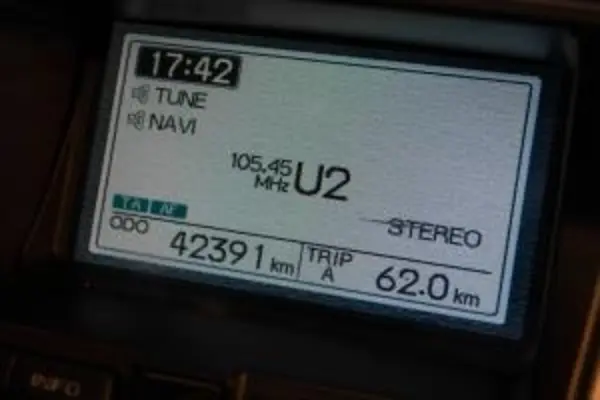 17:42
TUNE
NAVI
105.45 MHz U2
TA AF
STEREO
ODO 42391 km TRIP A 62.0 km
INFO